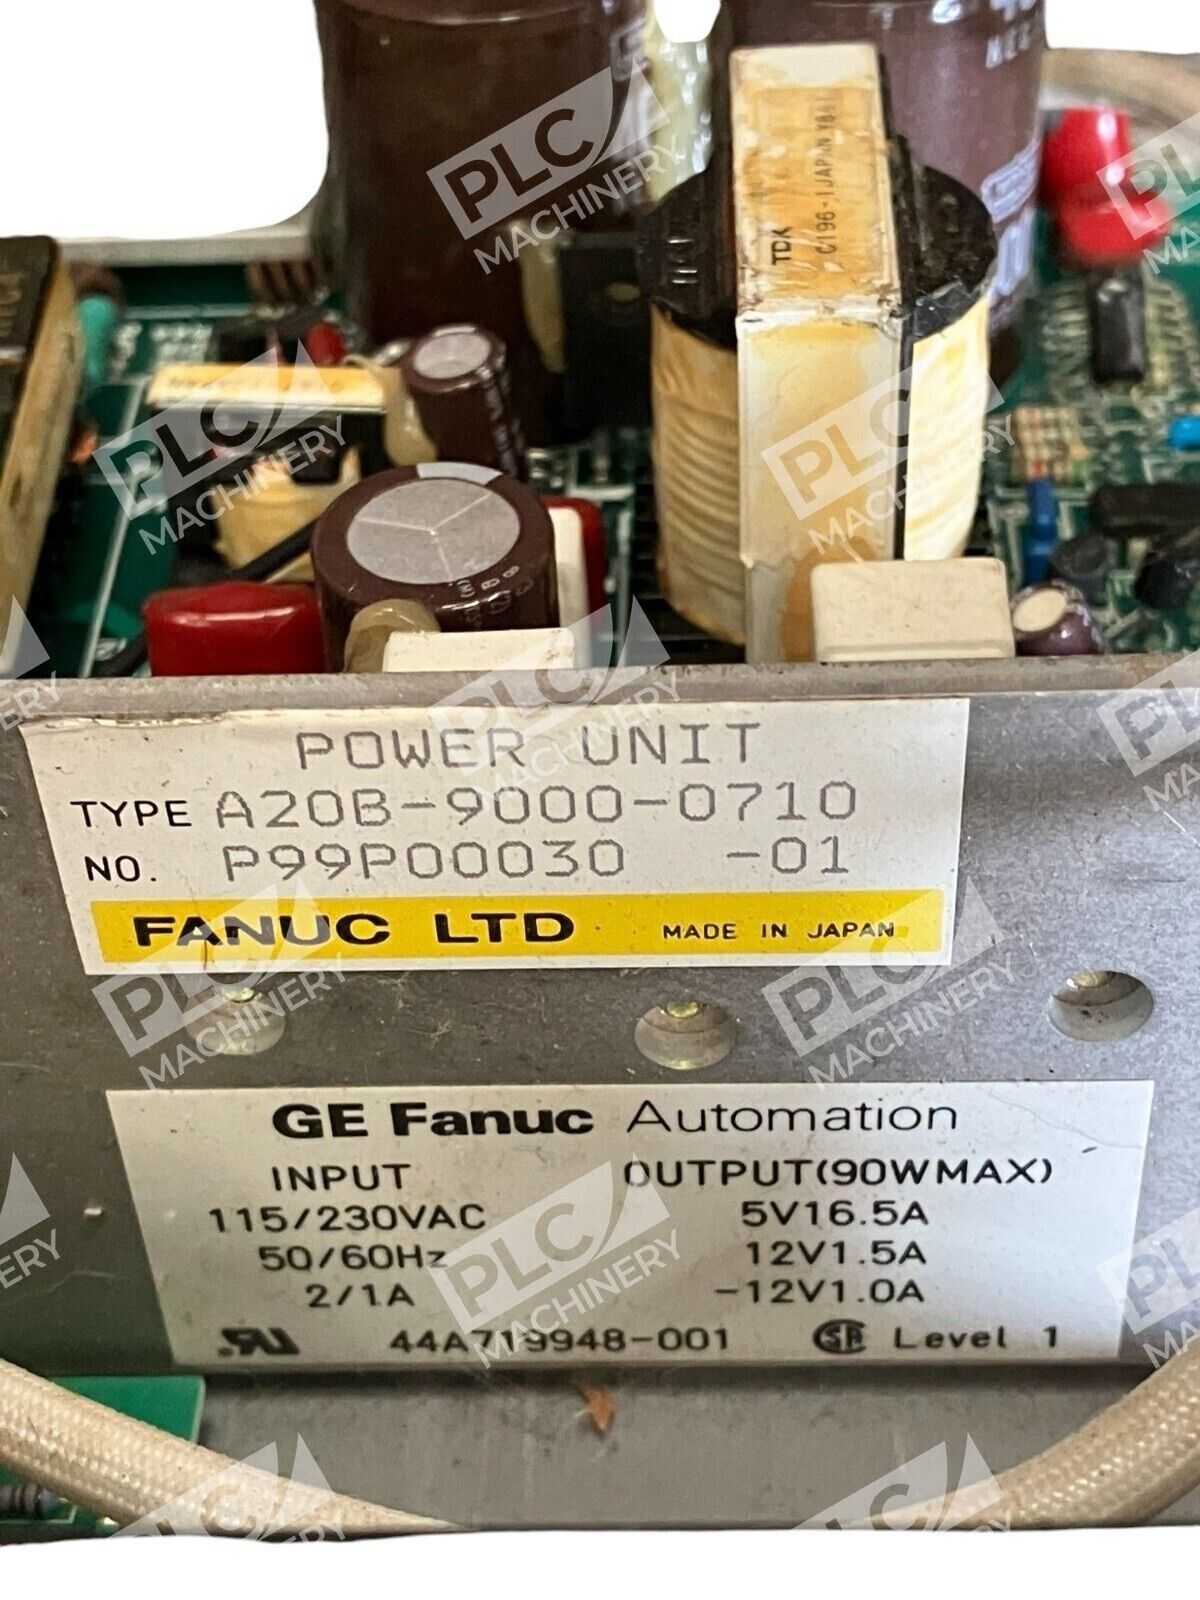 TDK
C196-1JAPAN
POWER UNIT
TYPE A20B-9000-0710
NO. P99P00030 -01
FANUC LTD MADE IN JAPAN
GE Fanuc Automation
INPUT OUTPUT(90WMAX)
115/230VAC 5V16.5A
50/60Hz 12V1.5A
2/1A -12V1.0A
44A719948-001 Level 1
PLC
MACHINERY